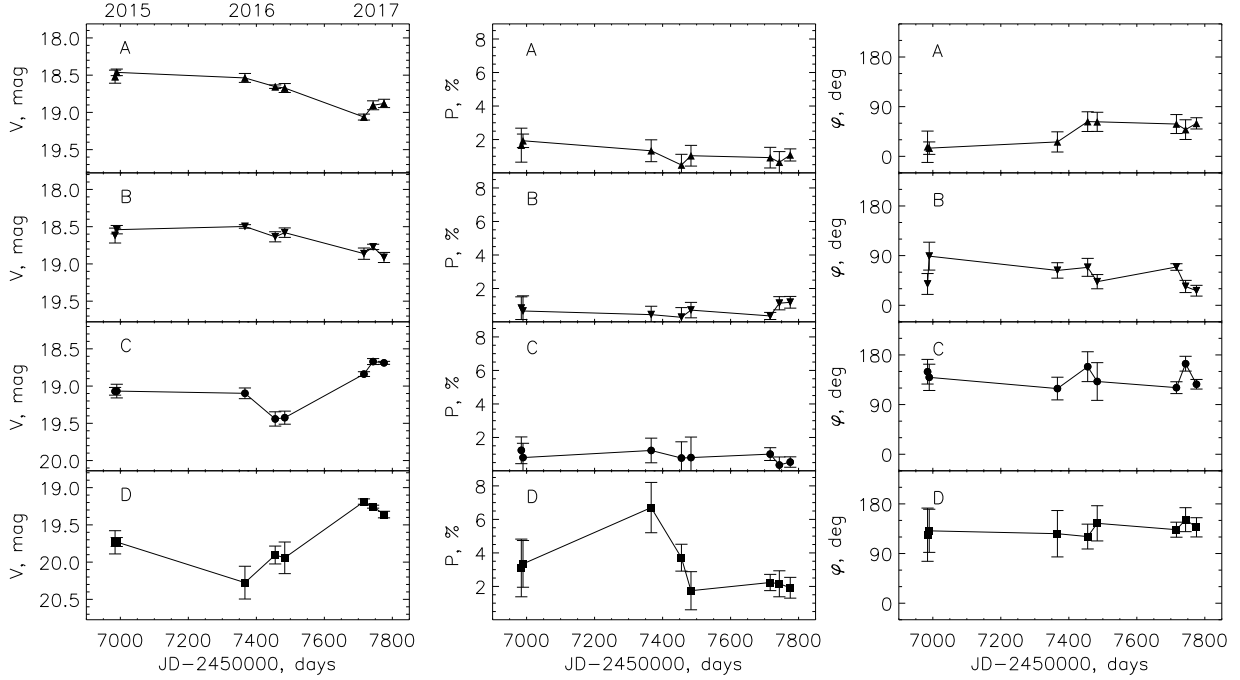 2015 2016 2017
18.0 A
18.5
19.0
19.5
V, mag
8 A
6
4
2
P, %
180 A
90
0
φ, deg
18.0 B
18.5
19.0
19.5
V, mag
8 B
6
4
2
P, %
180 B
90
0
φ, deg
18.5 C
19.0
19.5
20.0
V, mag
8 C
6
4
2
P, %
180 C
90
0
φ, deg
19.0 D
19.5
20.0
20.5
V, mag
8 D
6
4
2
P, %
180 D
90
0
φ, deg
7000 7200 7400 7600 7800
JD-2450000, days
7000 7200 7400 7600 7800
JD-2450000, days
7000 7200 7400 7600 7800
JD-2450000, days